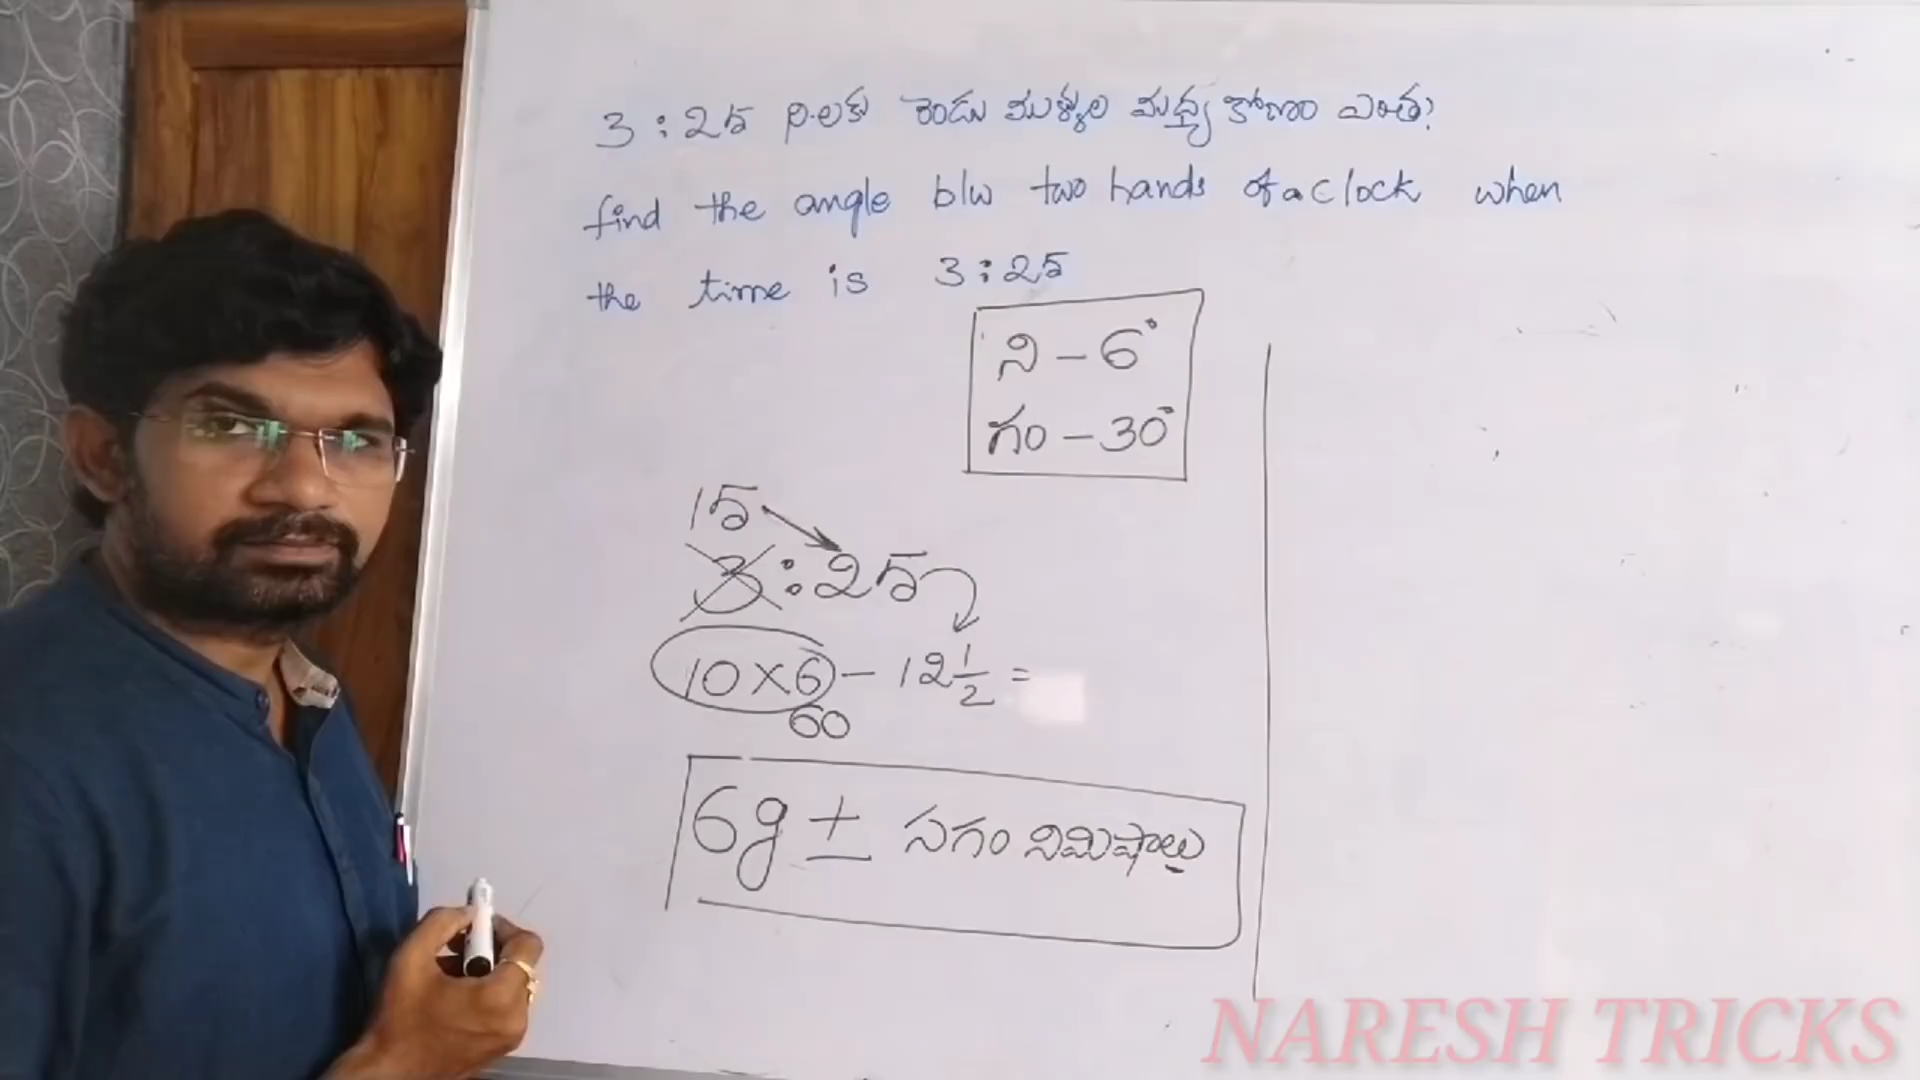 3:25 ని.లకు రెండు ముళ్ళుల మధ్య కోణం ఎంత?
find the angle b/w two hands of a clock when
the time is 3:25
ని - 6°
గం - 30°
15
3:25
10×6 - 12 1/2 =
60
6g ± సగం నిమిషాలు
NARESH TRICKS